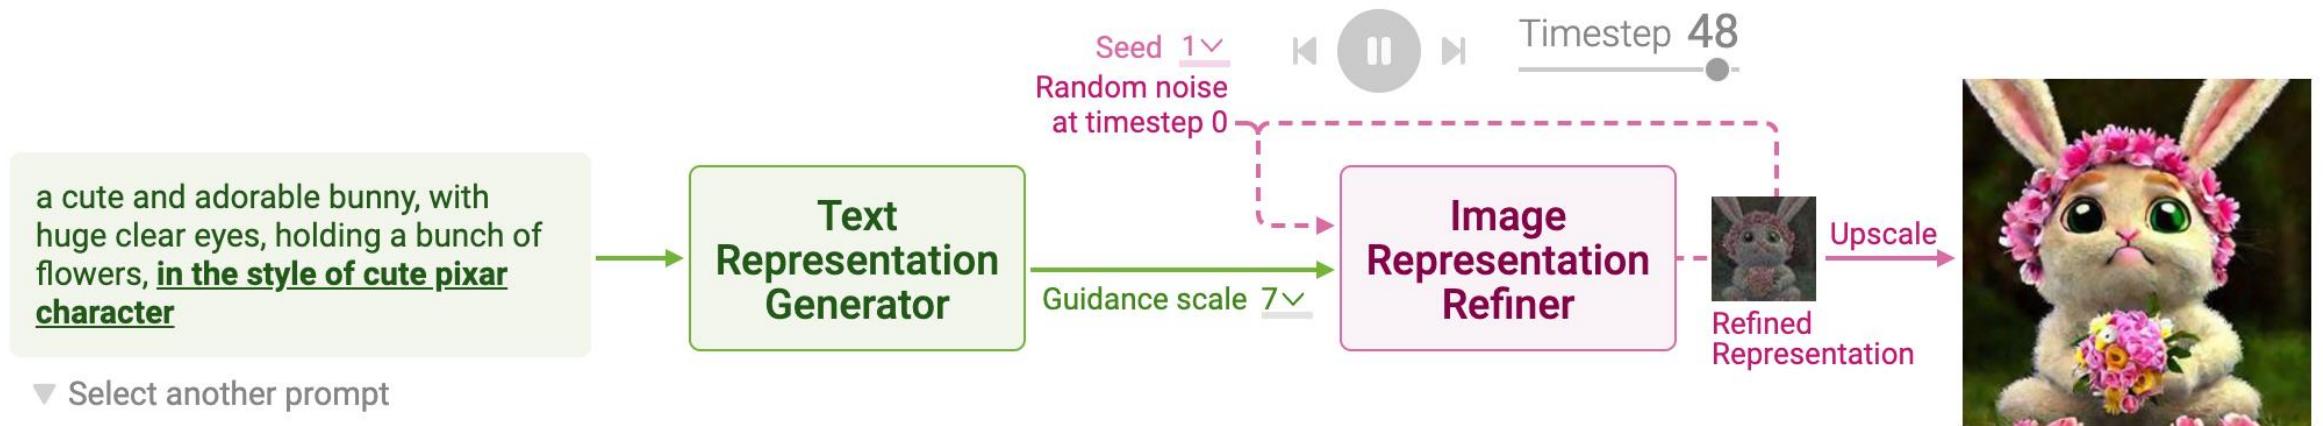 Seed 1
Random noise
at timestep 0
Timestep 48
a cute and adorable bunny, with
huge clear eyes, holding a bunch of
flowers, in the style of cute pixar
character
Select another prompt
Text
Representation
Generator
Guidance scale 7
Image
Representation
Refiner
Refined
Representation
Upscale